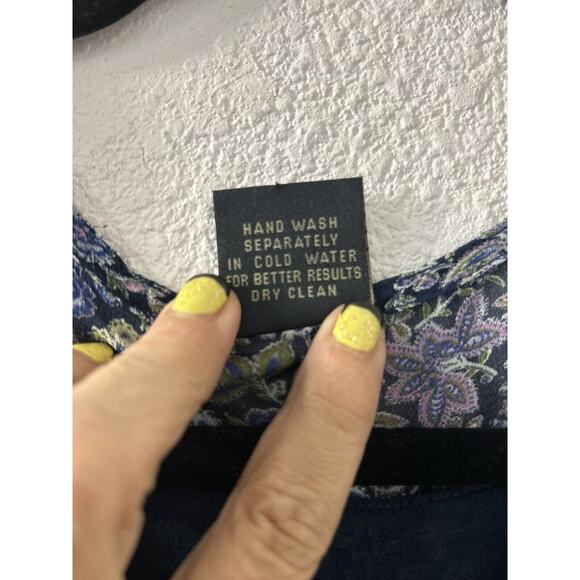 HAND WASH
SEPARATELY
IN COLD WATER
FOR BETTER RESULTS
DRY CLEAN